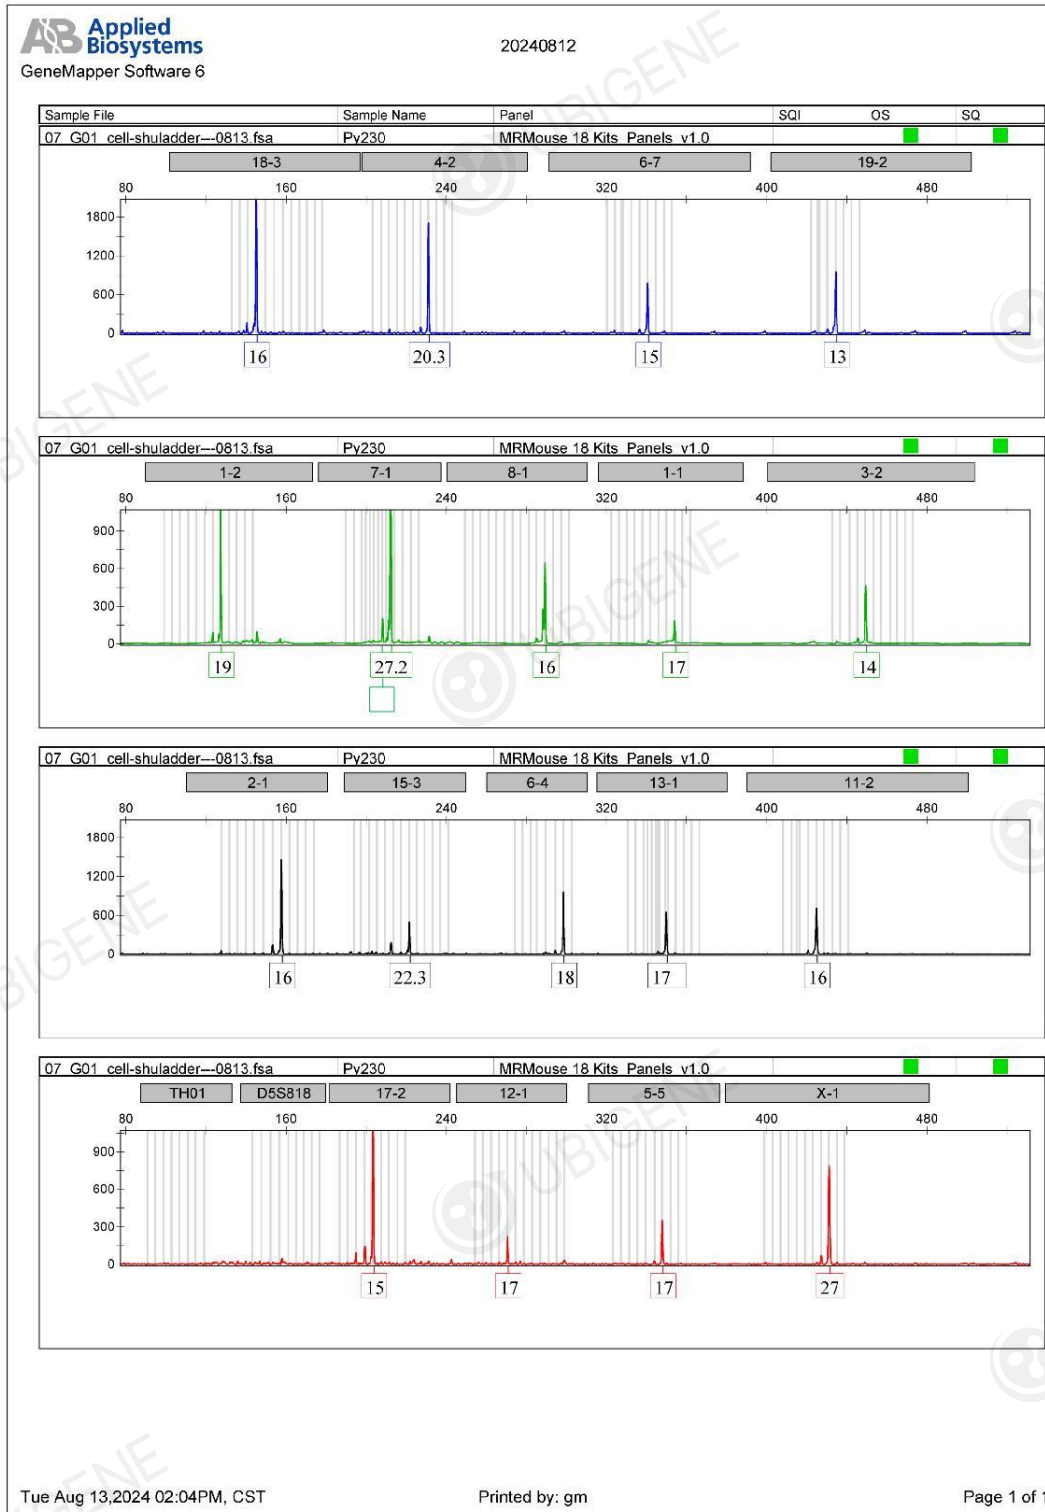 AB Applied
Biosystems
GeneMapper Software 6
20240812
Sample File Sample Name Panel SQI OS SQ
07_G01_cell-shuladder---0813.fsa Py230 MRMouse 18 Kits_Panels_v1.0
18-3 4-2 6-7 19-2
80 160 240 320 400 480
1800
1200
600
0
16 20.3 15 13
07_G01_cell-shuladder---0813.fsa Py230 MRMouse 18 Kits_Panels_v1.0
1-2 7-1 8-1 1-1 3-2
80 160 240 320 400 480
900
600
300
0
19 27.2 16 17 14
07_G01_cell-shuladder---0813.fsa Py230 MRMouse 18 Kits_Panels_v1.0
2-1 15-3 6-4 13-1 11-2
80 160 240 320 400 480
1800
1200
600
0
16 22.3 18 17 16
07_G01_cell-shuladder---0813.fsa Py230 MRMouse 18 Kits_Panels_v1.0
TH01 D5S818 17-2 12-1 5-5 X-1
80 160 240 320 400 480
900
600
300
0
15 17 17 27
Tue Aug 13,2024 02:04PM, CST Printed by: gm Page 1 of 1
UBIGENE
UBIGENE
UBIGENE
UBIGENE
UBIGENE